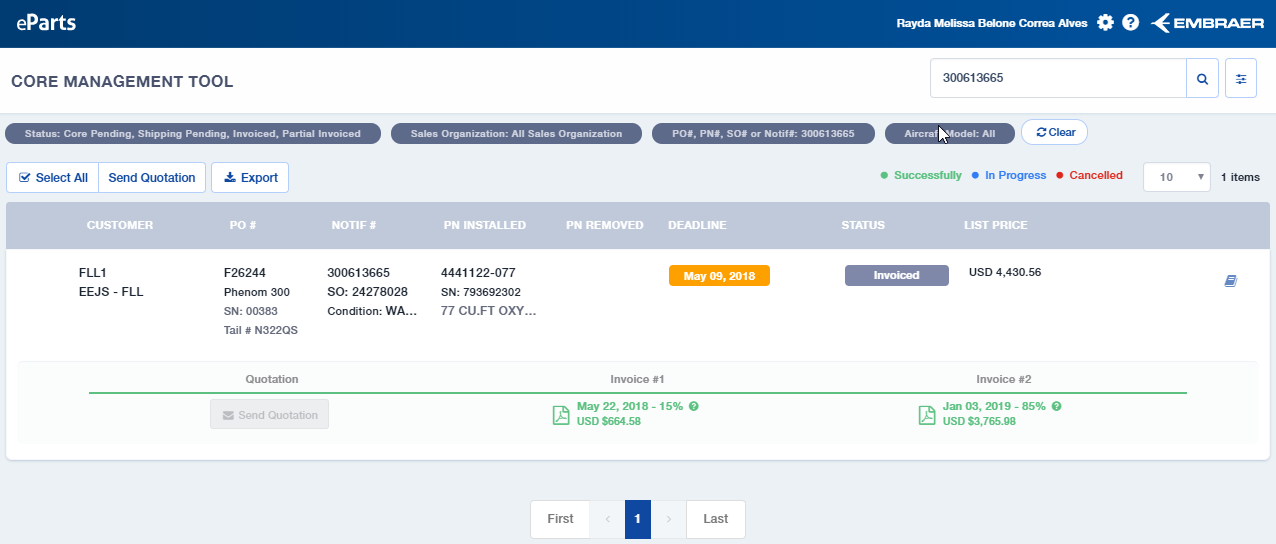 eParts
Rayda Melissa Belone Correa Alves
EMBRAER
CORE MANAGEMENT TOOL
300613665
Status: Core Pending, Shipping Pending, Invoiced, Partial Invoiced
Sales Organization: All Sales Organization
PO#, PN#, SO# or Notif#: 300613665
Aircraft Model: All
Clear
Select All
Send Quotation
Export
Successfully
In Progress
Cancelled
10
1 items
CUSTOMER PO # NOTIF # PN INSTALLED PN REMOVED DEADLINE STATUS LIST PRICE
FLL1
EEJS - FLL
F26244
Phenom 300
SN: 00383
Tail # N322QS
300613665
SO: 24278028
Condition: WA...
4441122-077
SN: 793692302
77 CU.FT OXY...
May 09, 2018
Invoiced
USD 4,430.56
Quotation
Send Quotation
Invoice #1
May 22, 2018 - 15%
USD $664.58
Invoice #2
Jan 03, 2019 - 85%
USD $3,765.98
First < 1 > Last